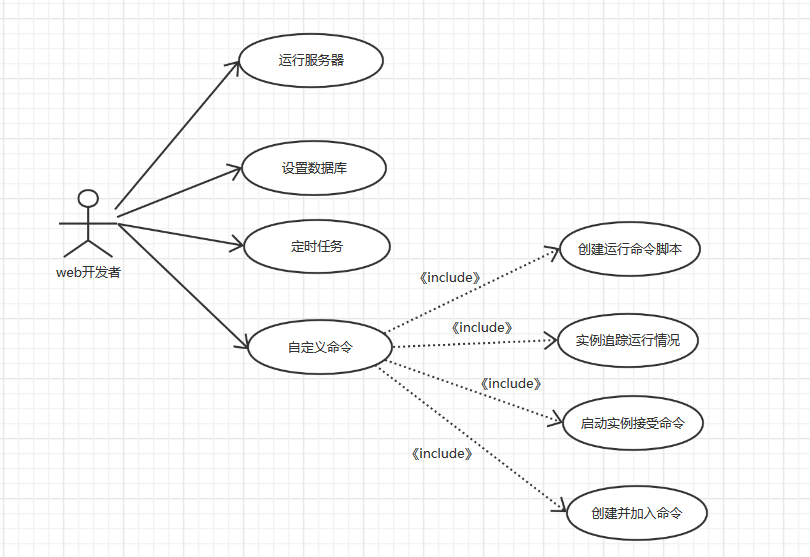 运行服务器
设置数据库
定时任务
web开发者
自定义命令
《include》
创建运行命令脚本
《include》
实例追踪运行情况
《include》
启动实例接受命令
《include》
创建并加入命令